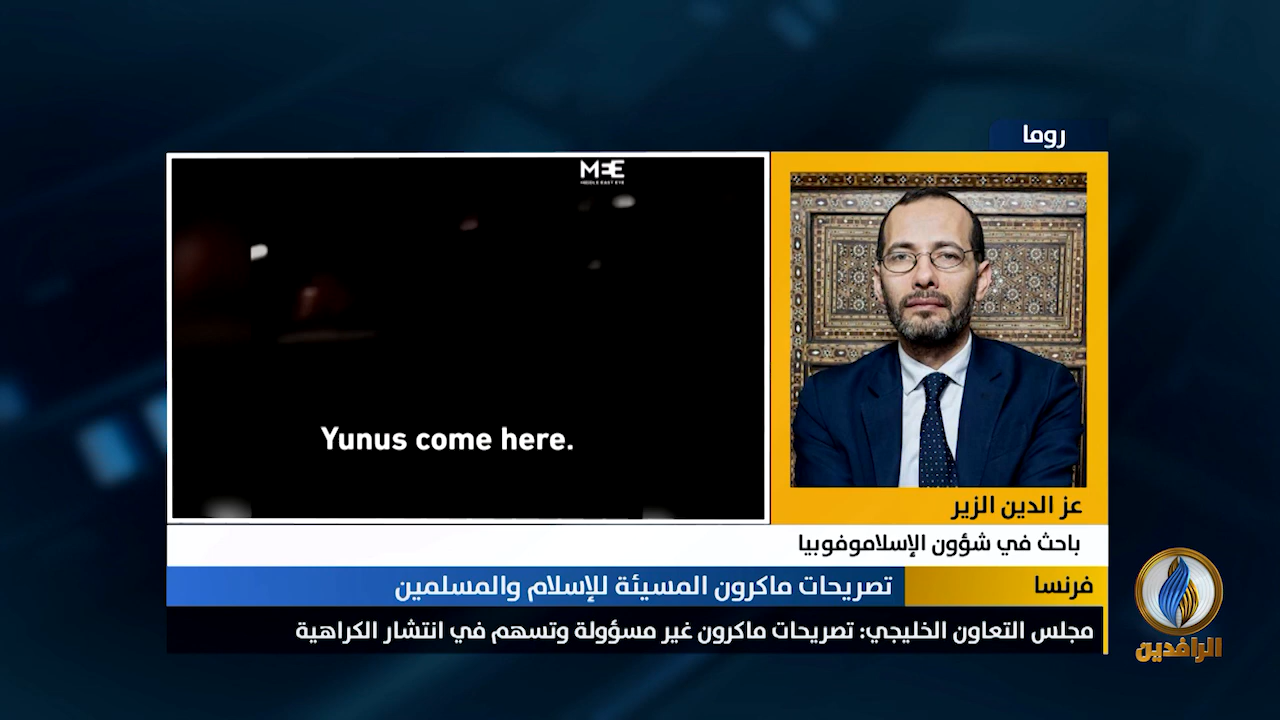 روما
MEE
MIDDLE EAST EYE
Yunus come here.
عز الدين الزير
باحث في شؤون الإسلاموفوبيا
فرنسا
تصريحات ماكرون المسيئة للإسلام والمسلمين
مجلس التعاون الخليجي: تصريحات ماكرون غير مسؤولة وتسهم في انتشار الكراهية
الرافدين